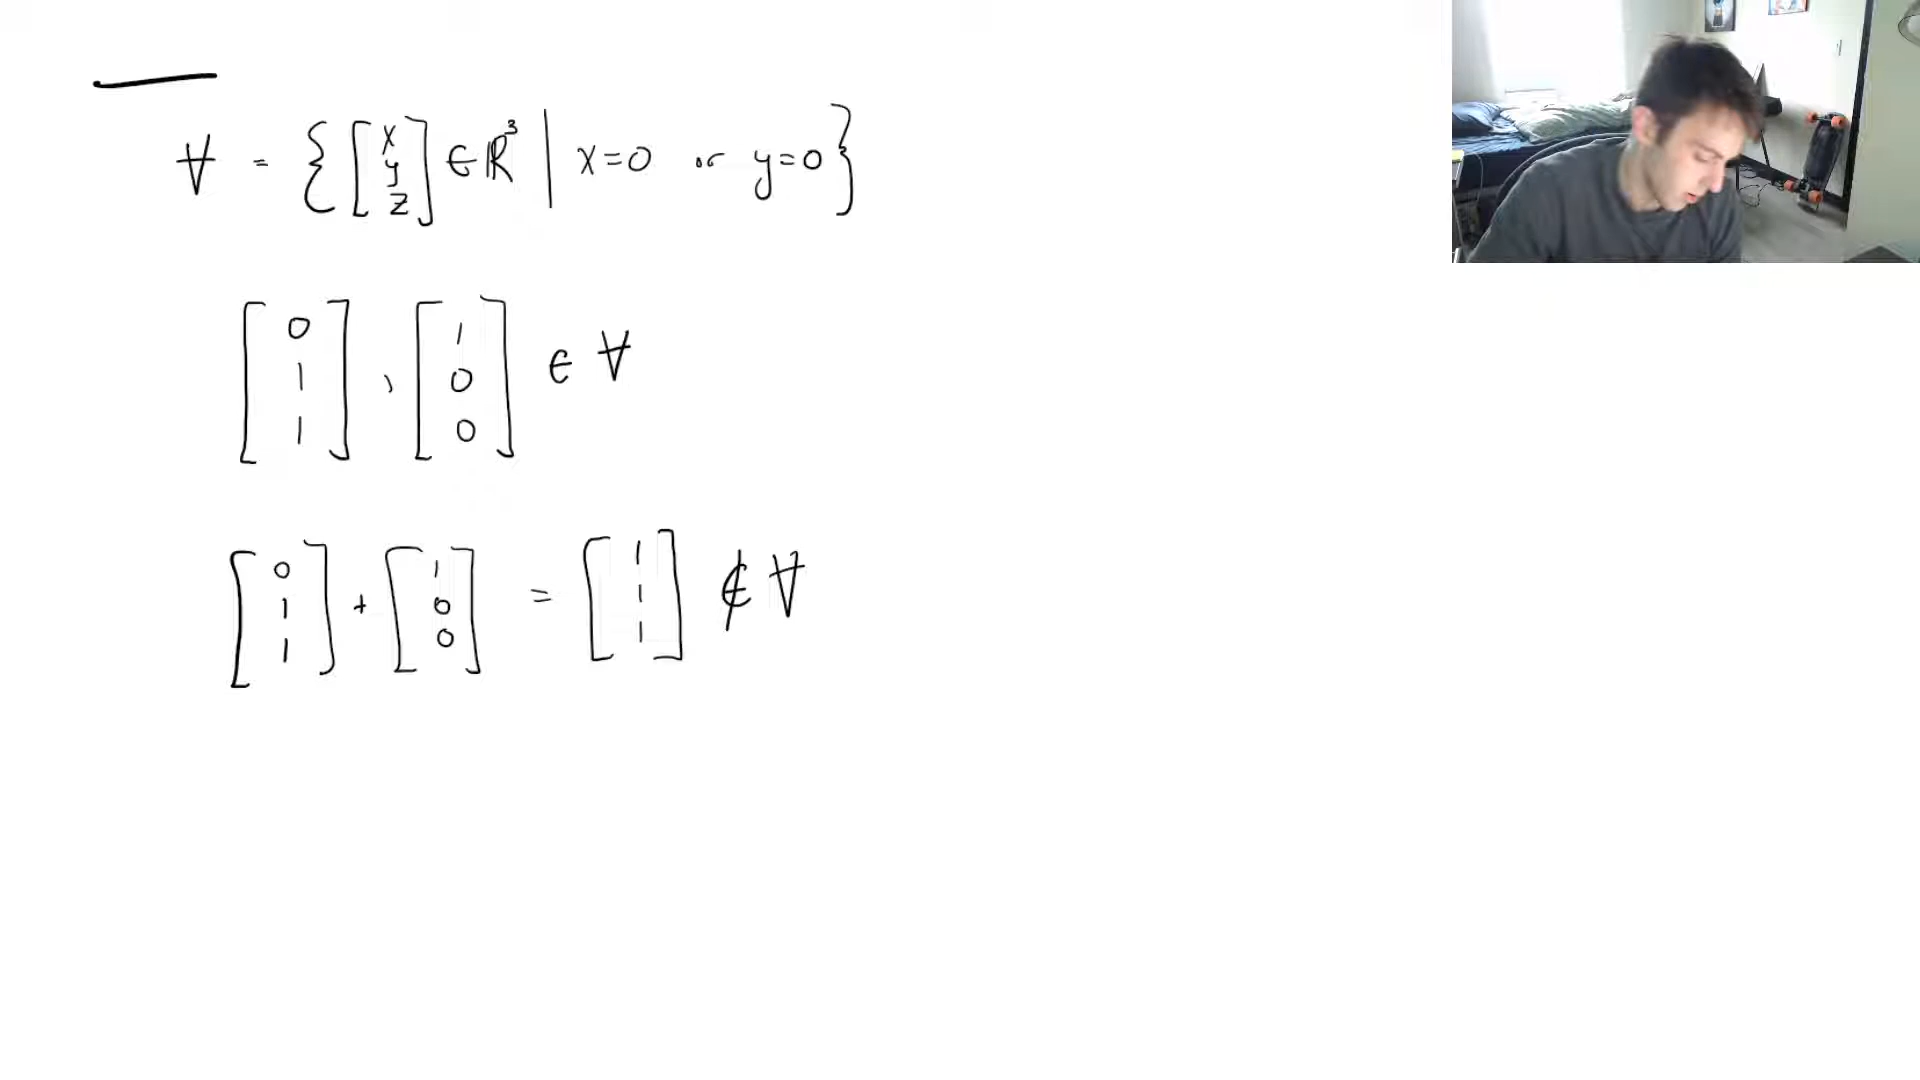 ∀ = { [x y z] ∈ ℝ³ | x=0 or y=0 }
[0 1 1] , [1 0 0] ∈ ∀
[0 1 1] + [1 0 0] = [1 1 1] ∉ ∀